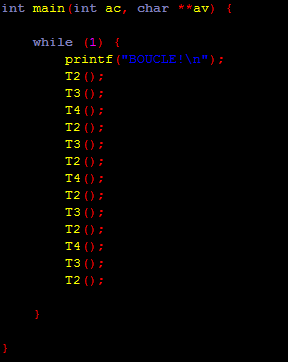 int main(int ac, char **av) {
while (1) {
printf("BOUCLE!\n");
T2();
T3();
T4();
T2();
T3();
T2();
T4();
T2();
T3();
T2();
T4();
T3();
T2();
}
}